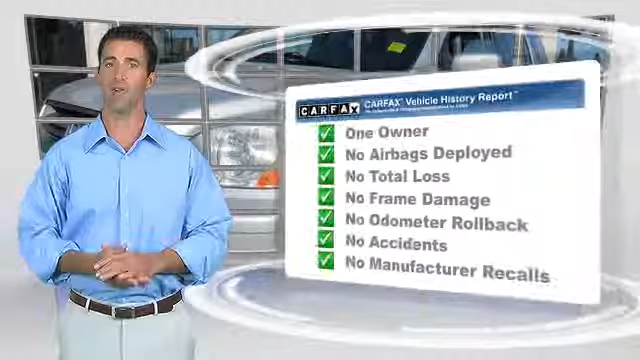 CARFAX CARFAX Vehicle History Report™
One Owner
No Airbags Deployed
No Total Loss
No Frame Damage
No Odometer Rollback
No Accidents
No Manufacturer Recalls